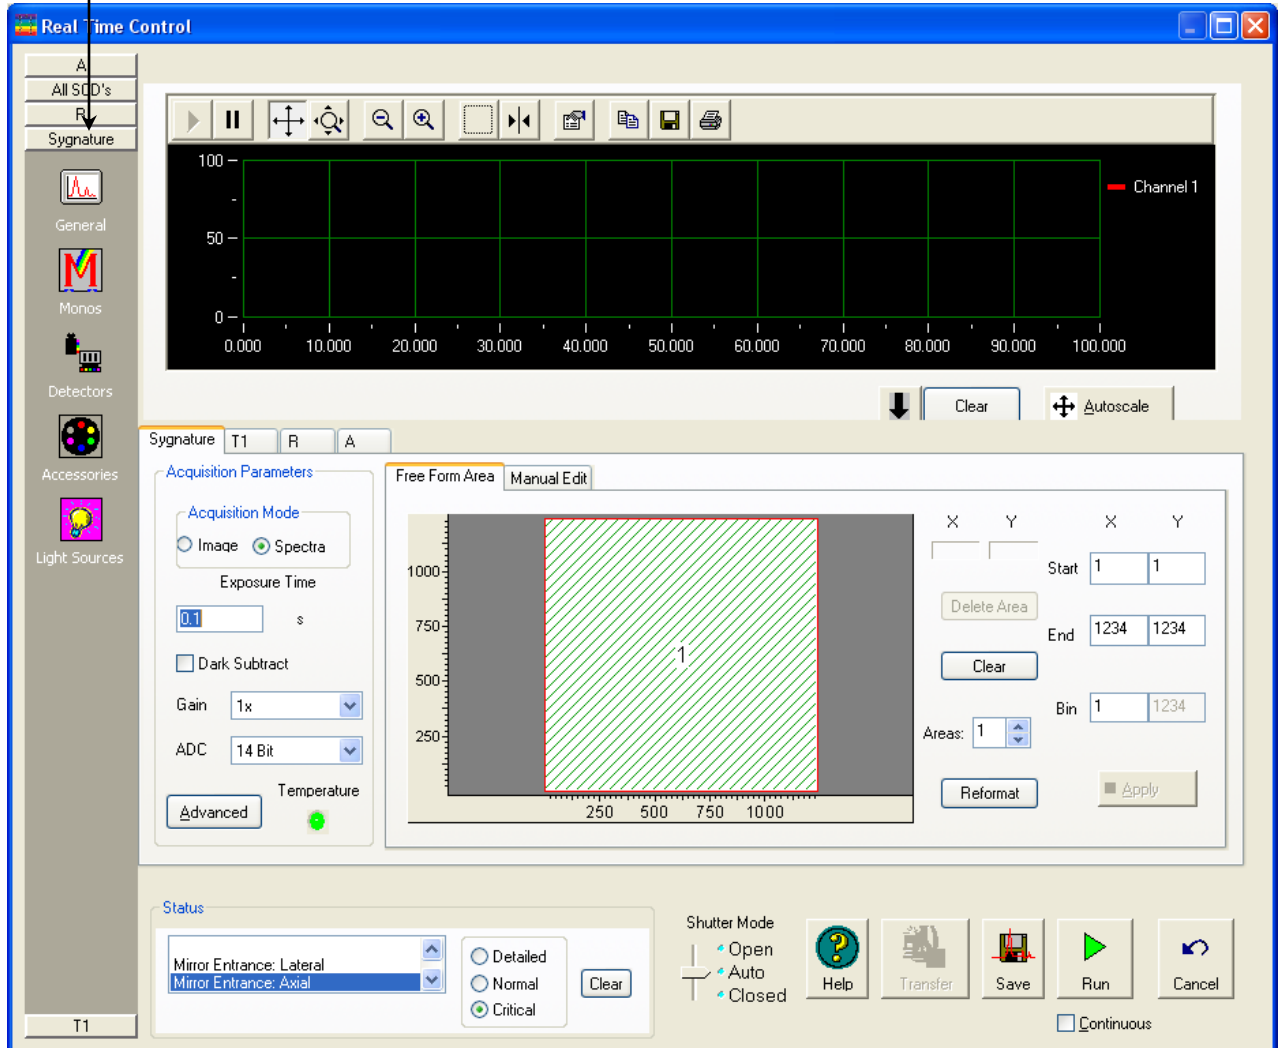 Real Time Control
A
All SCD's
R
Sygnature
General
Monos
Detectors
Accessories
Light Sources
T1
100
50
0
0.000 10.000 20.000 30.000 40.000 50.000 60.000 70.000 80.000 90.000 100.000
Channel 1
Clear
Autoscale
Sygnature T1 R A
Acquisition Parameters
Acquisition Mode
Image Spectra
Exposure Time
0.1 s
Dark Subtract
Gain 1x
ADC 14 Bit
Temperature
Advanced
Free Form Area Manual Edit
1000
750
500
250
1
250 500 750 1000
X Y X Y
Start 1 1
Delete Area
End 1234 1234
Clear
Bin 1 1234
Areas: 1
Reformat
Apply
Status
Mirror Entrance: Lateral
Mirror Entrance: Axial
Detailed
Normal
Critical
Clear
Shutter Mode
Open
Auto
Closed
Help
Transfer
Save
Run
Cancel
Continuous